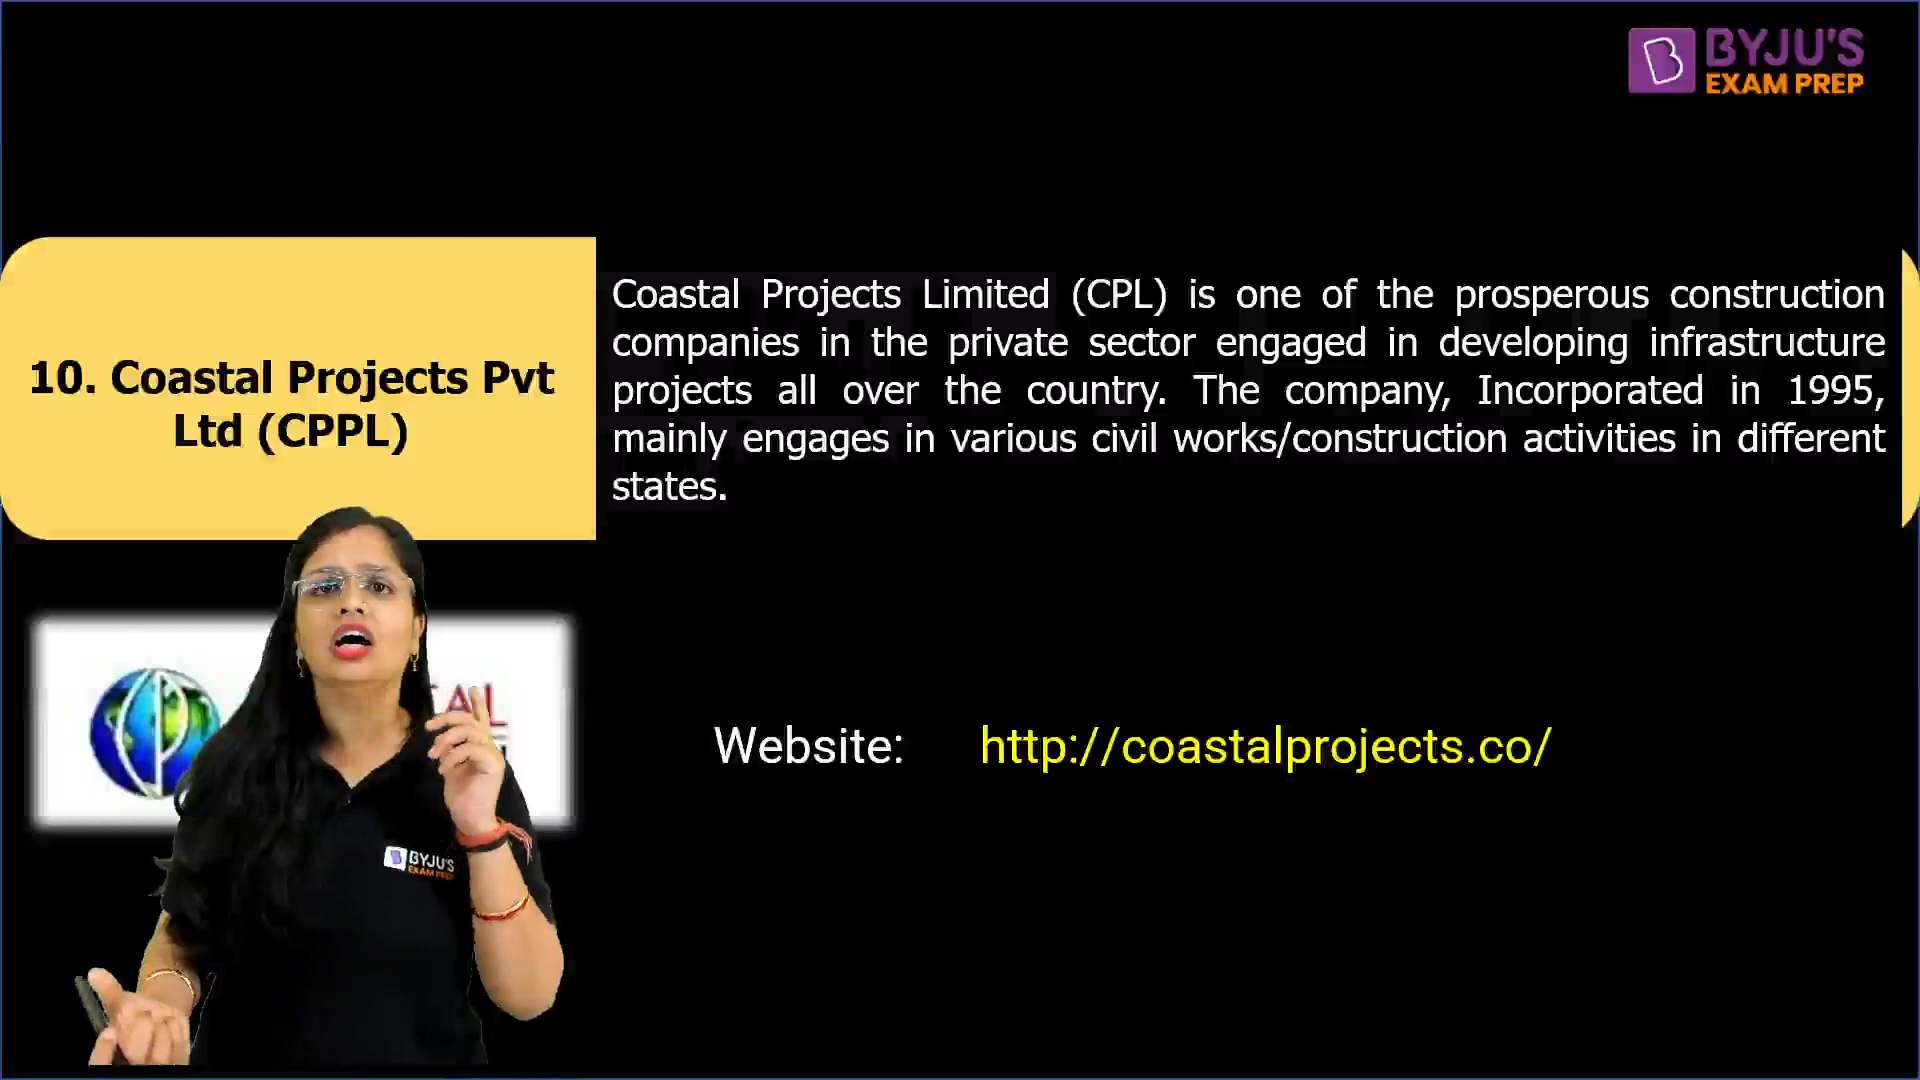 BYJU'S
EXAM PREP
10. Coastal Projects Pvt
Ltd (CPPL)
Coastal Projects Limited (CPL) is one of the prosperous construction
companies in the private sector engaged in developing infrastructure
projects all over the country. The company, Incorporated in 1995,
mainly engages in various civil works/construction activities in different
states.
Website: http://coastalprojects.co/
BYJU'S
EXAM PREP